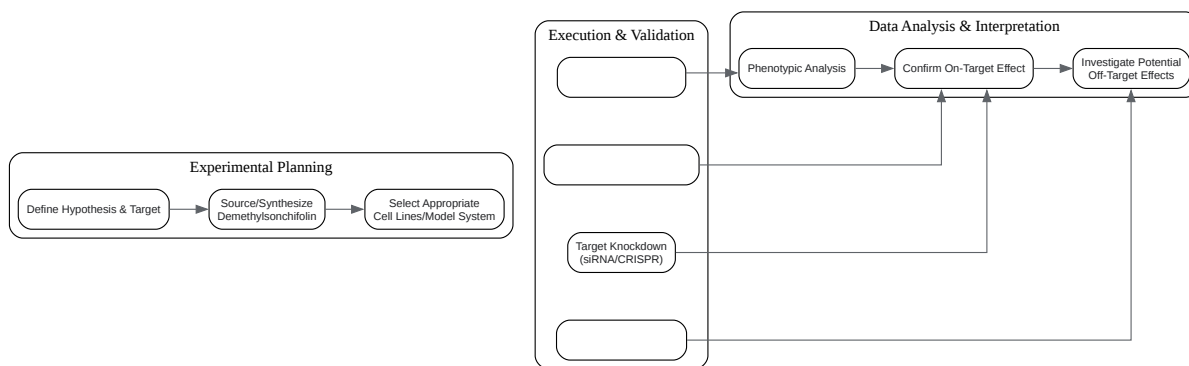 Experimental Planning
Define Hypothesis & Target
Source/Synthesize
Demethylsonchifolin
Select Appropriate
Cell Lines/Model System
Execution & Validation
Target Knockdown
(siRNA/CRISPR)
Data Analysis & Interpretation
Phenotypic Analysis
Confirm On-Target Effect
Investigate Potential
Off-Target Effects